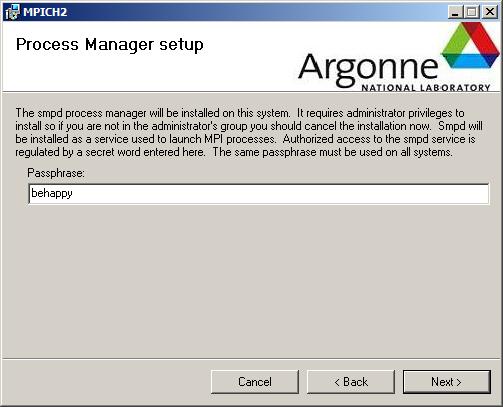 MPICH2
Process Manager setup
Argonne
NATIONAL LABORATORY
The smpd process manager will be installed on this system.  It requires administrator privileges to
install so if you are not in the administrator's group you should cancel the installation now.  Smpd will
be installed as a service used to launch MPI processes.  Authorized access to the smpd service is
regulated by a secret word entered here.  The same passphrase must be used on all systems.
Passphrase:
behappy
Cancel
< Back
Next >